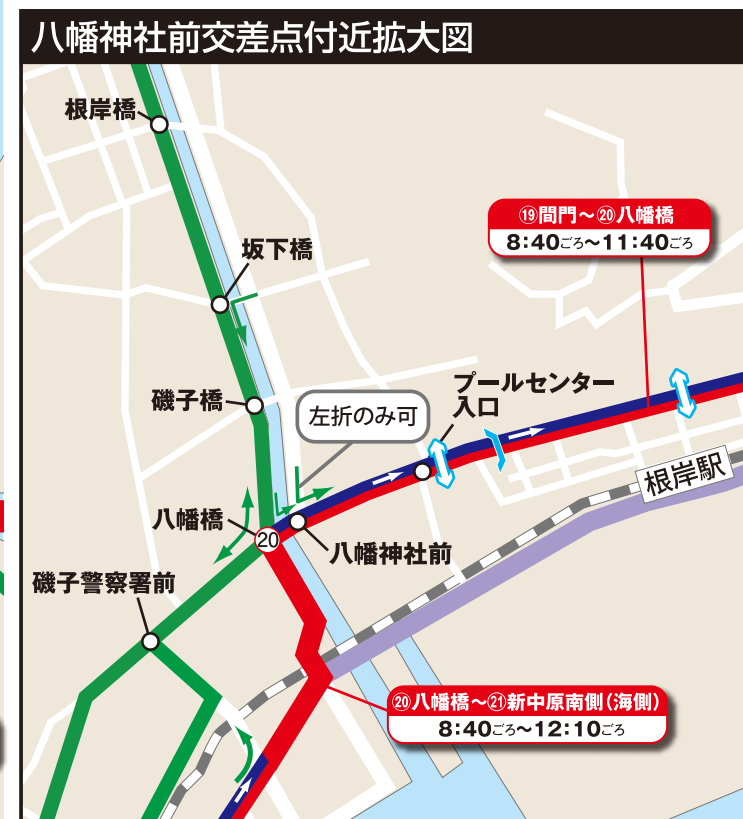 八幡神社前交差点付近拡大図
根岸橋
⑲間門～⑳八幡橋
8:40ごろ～11:40ごろ
坂下橋
磯子橋
プールセンター
入口
左折のみ可
根岸駅
八幡橋
20
八幡神社前
磯子警察署前
⑳八幡橋～㉑新中原南側(海側)
8:40ごろ～12:10ごろ